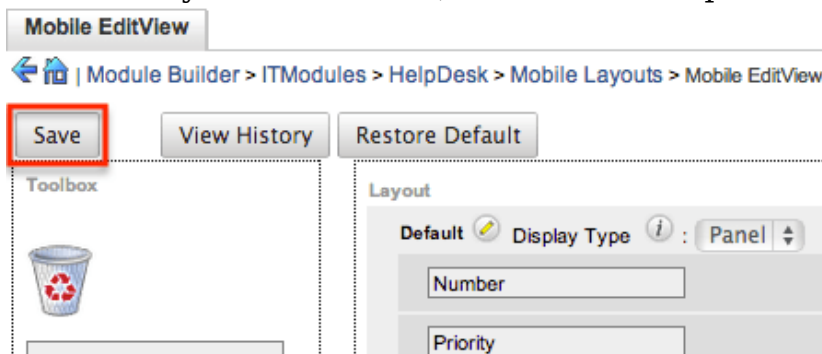 Mobile EditView
| Module Builder > ITModules > HelpDesk > Mobile Layouts > Mobile EditView
Save View History Restore Default
Toolbox
Layout
Default Display Type i : Panel
Number
Priority